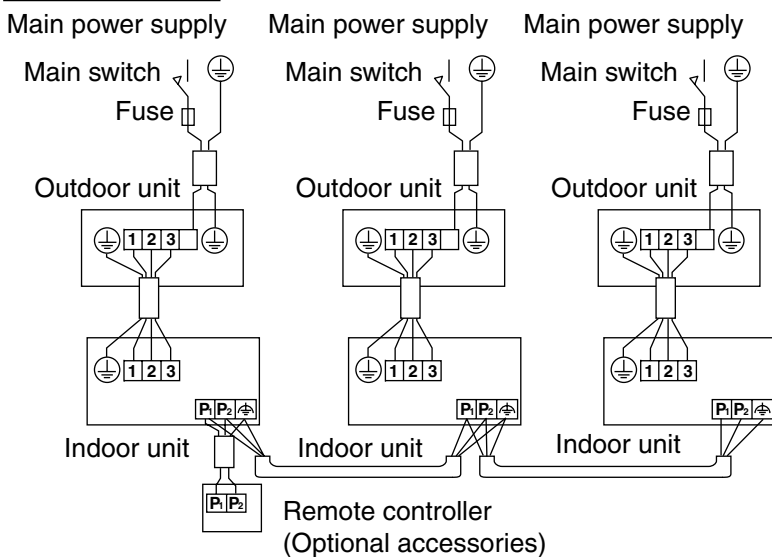 Main power supply Main power supply Main power supply
Main switch Main switch Main switch
Fuse Fuse Fuse
Outdoor unit Outdoor unit Outdoor unit
1 2 3 1 2 3 1 2 3
1 2 3 1 2 3 1 2 3
P1 P2 P1 P2 P1 P2
Indoor unit Indoor unit Indoor unit
P1 P2
Remote controller
(Optional accessories)